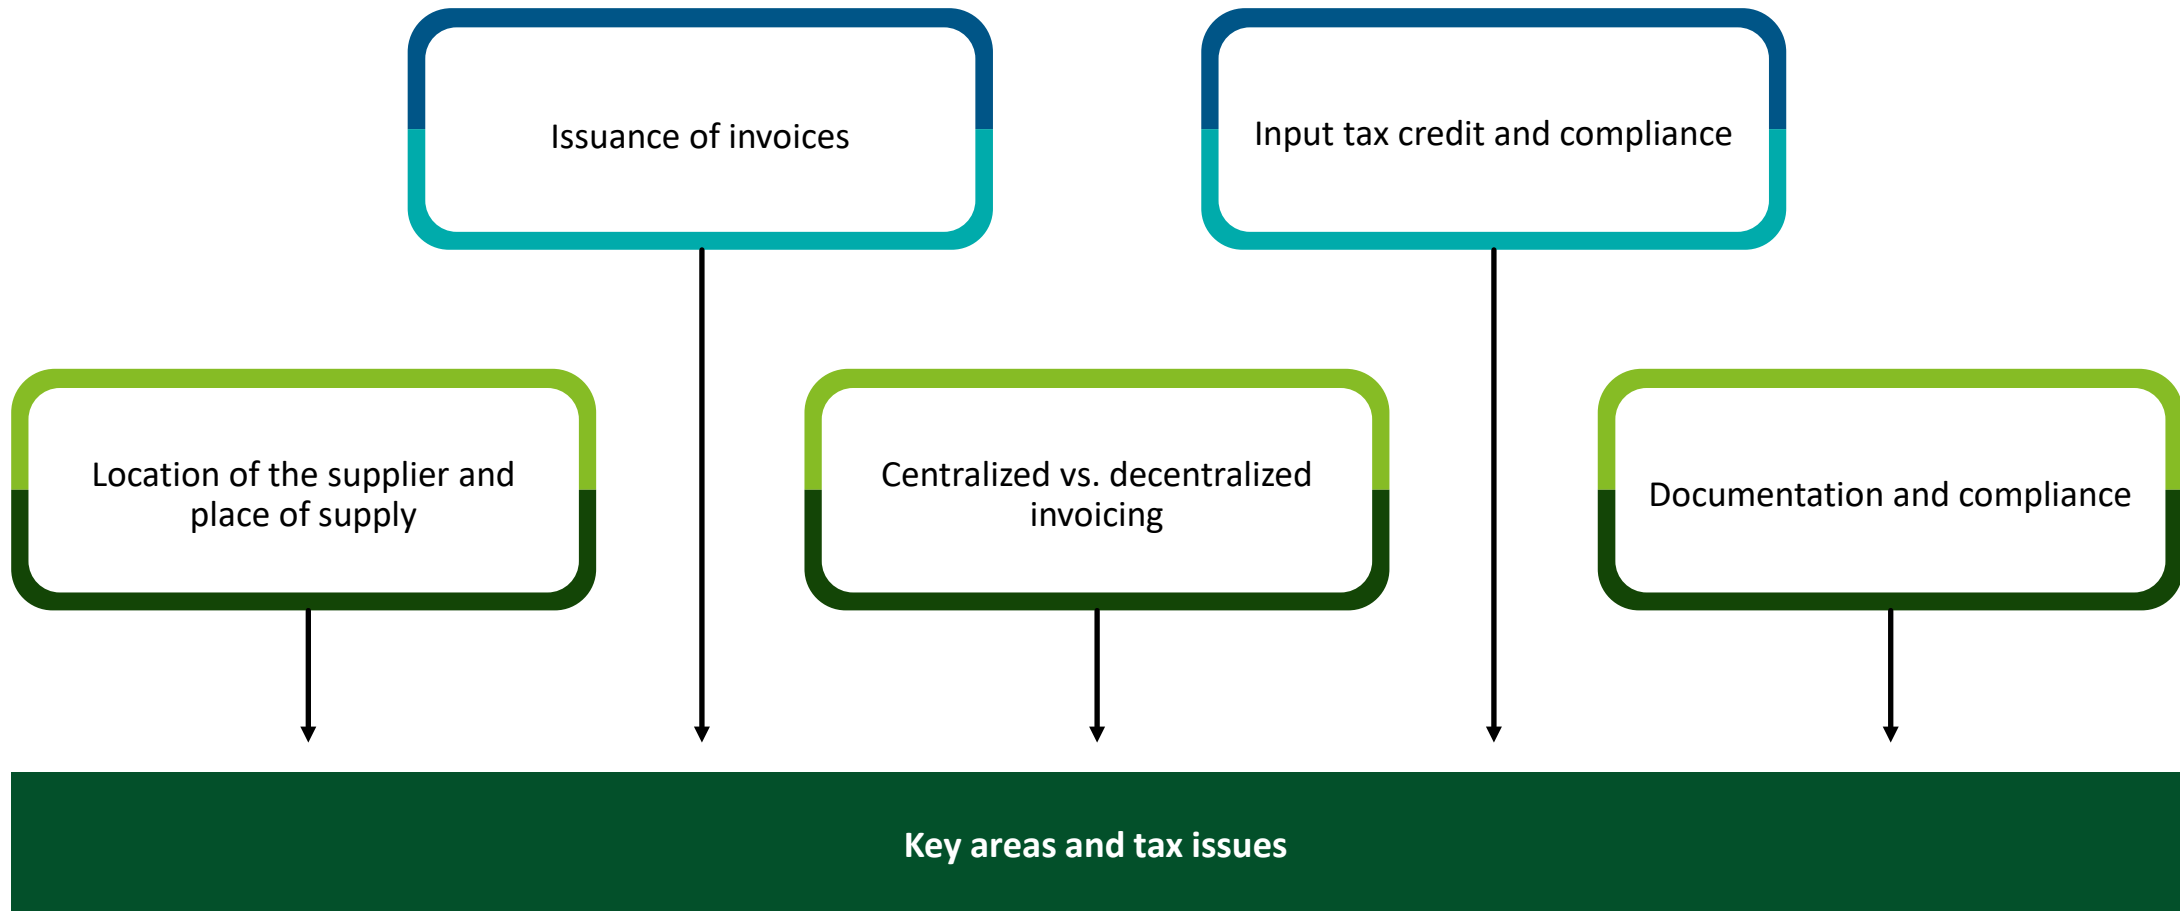 Issuance of invoices
Input tax credit and compliance
Location of the supplier and
place of supply
Centralized vs. decentralized
invoicing
Documentation and compliance
Key areas and tax issues